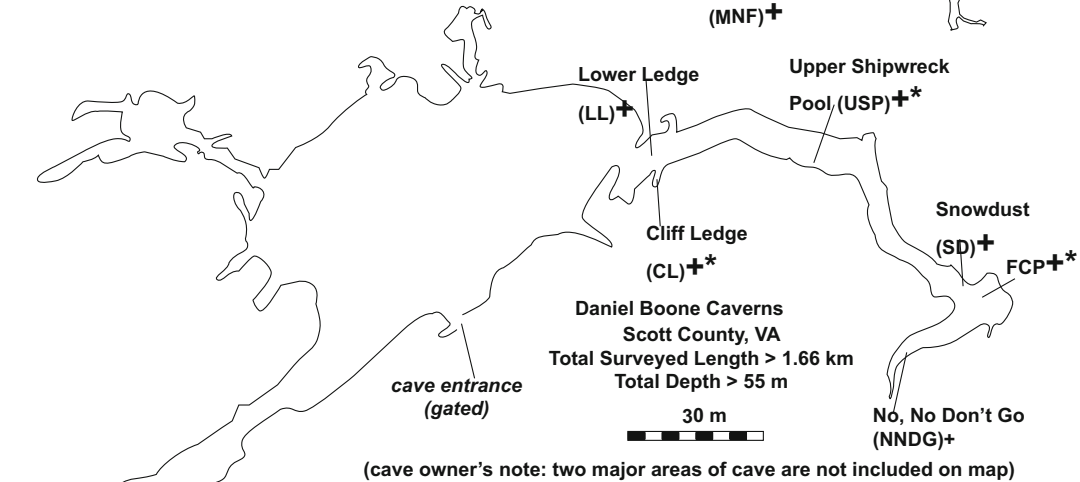 (MNF)+
Lower Ledge
(LL)+
Upper Shipwreck
Pool (USP)+*
Snowdust
(SD)+
FCP+*
Cliff Ledge
(CL)+*
Daniel Boone Caverns
Scott County, VA
Total Surveyed Length > 1.66 km
Total Depth > 55 m
cave entrance
(gated)
30 m
No, No Don't Go
(NNDG)+
(cave owner's note: two major areas of cave are not included on map)